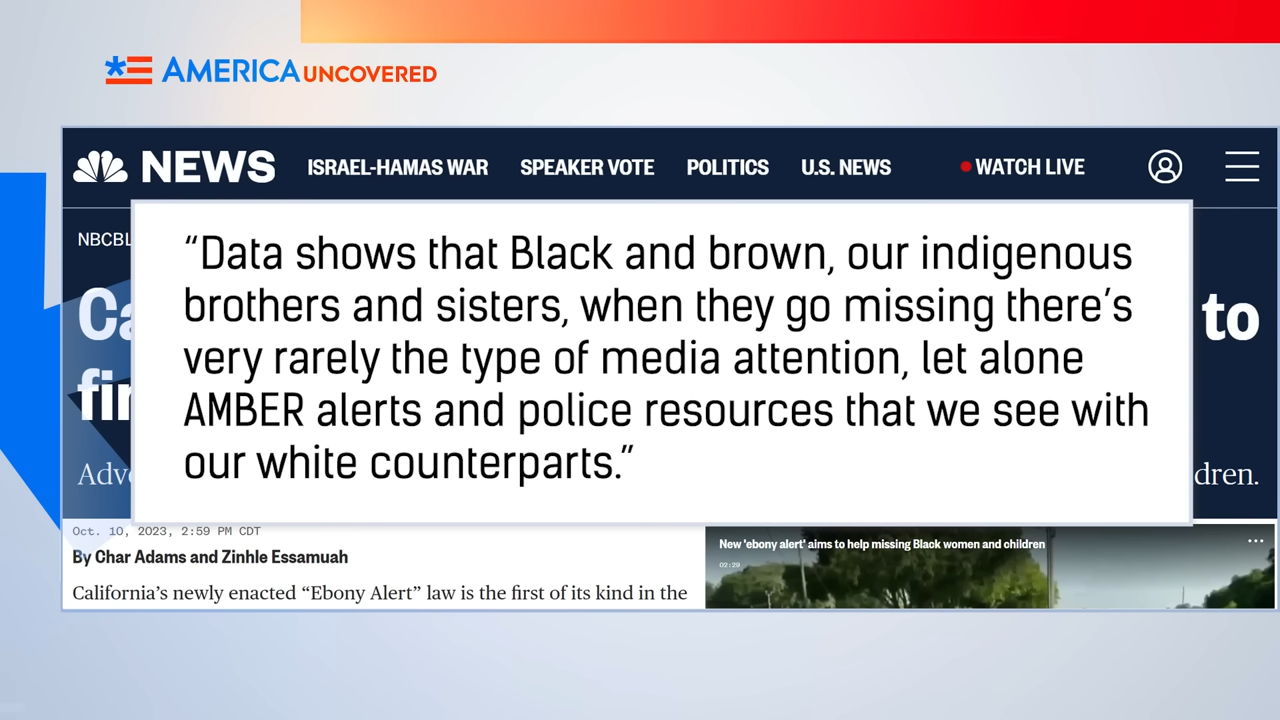 AMERICA UNCOVERED
NEWS ISRAEL-HAMAS WAR SPEAKER VOTE POLITICS U.S. NEWS WATCH LIVE
NBCBL
“Data shows that Black and brown, our indigenous
brothers and sisters, when they go missing there’s
very rarely the type of media attention, let alone
AMBER alerts and police resources that we see with
our white counterparts.”
Ca to
fin
Adv dren.
Oct. 10, 2023, 2:59 PM CDT
By Char Adams and Zinhle Essamuah
California’s newly enacted “Ebony Alert” law is the first of its kind in the
New 'ebony alert' aims to help missing Black women and children
02:29